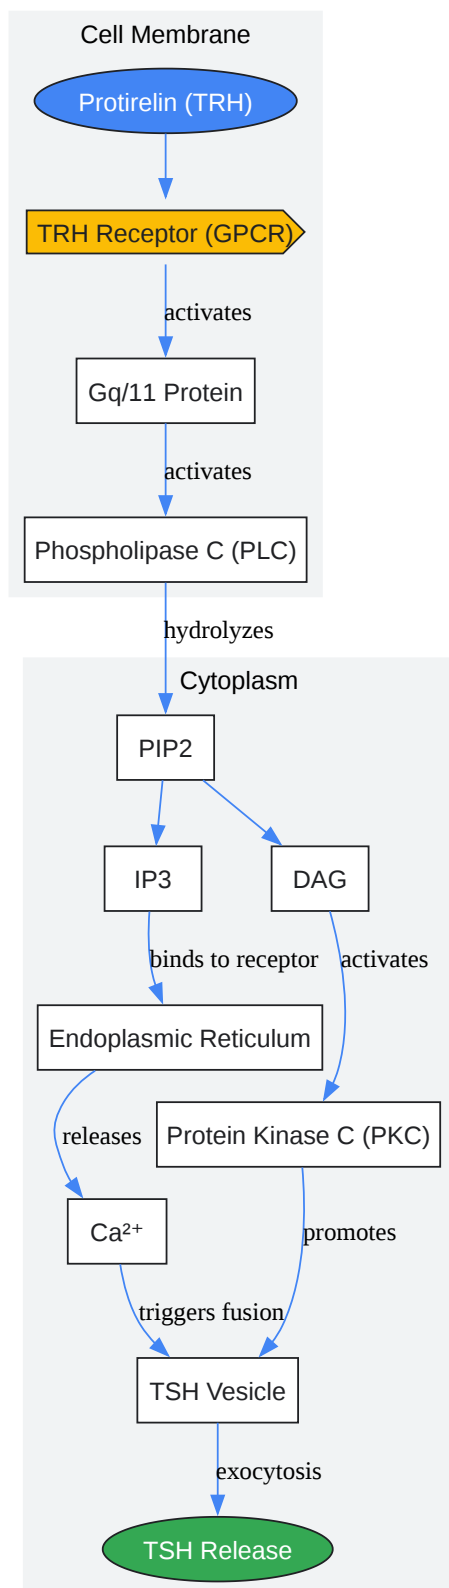 Cell Membrane
Protirelin (TRH)
TRH Receptor (GPCR)
activates
Gq/11 Protein
activates
Phospholipase C (PLC)
hydrolyzes
Cytoplasm
PIP2
IP3
DAG
binds to receptor
activates
Endoplasmic Reticulum
releases
Protein Kinase C (PKC)
Ca²⁺
promotes
triggers fusion
TSH Vesicle
exocytosis
TSH Release